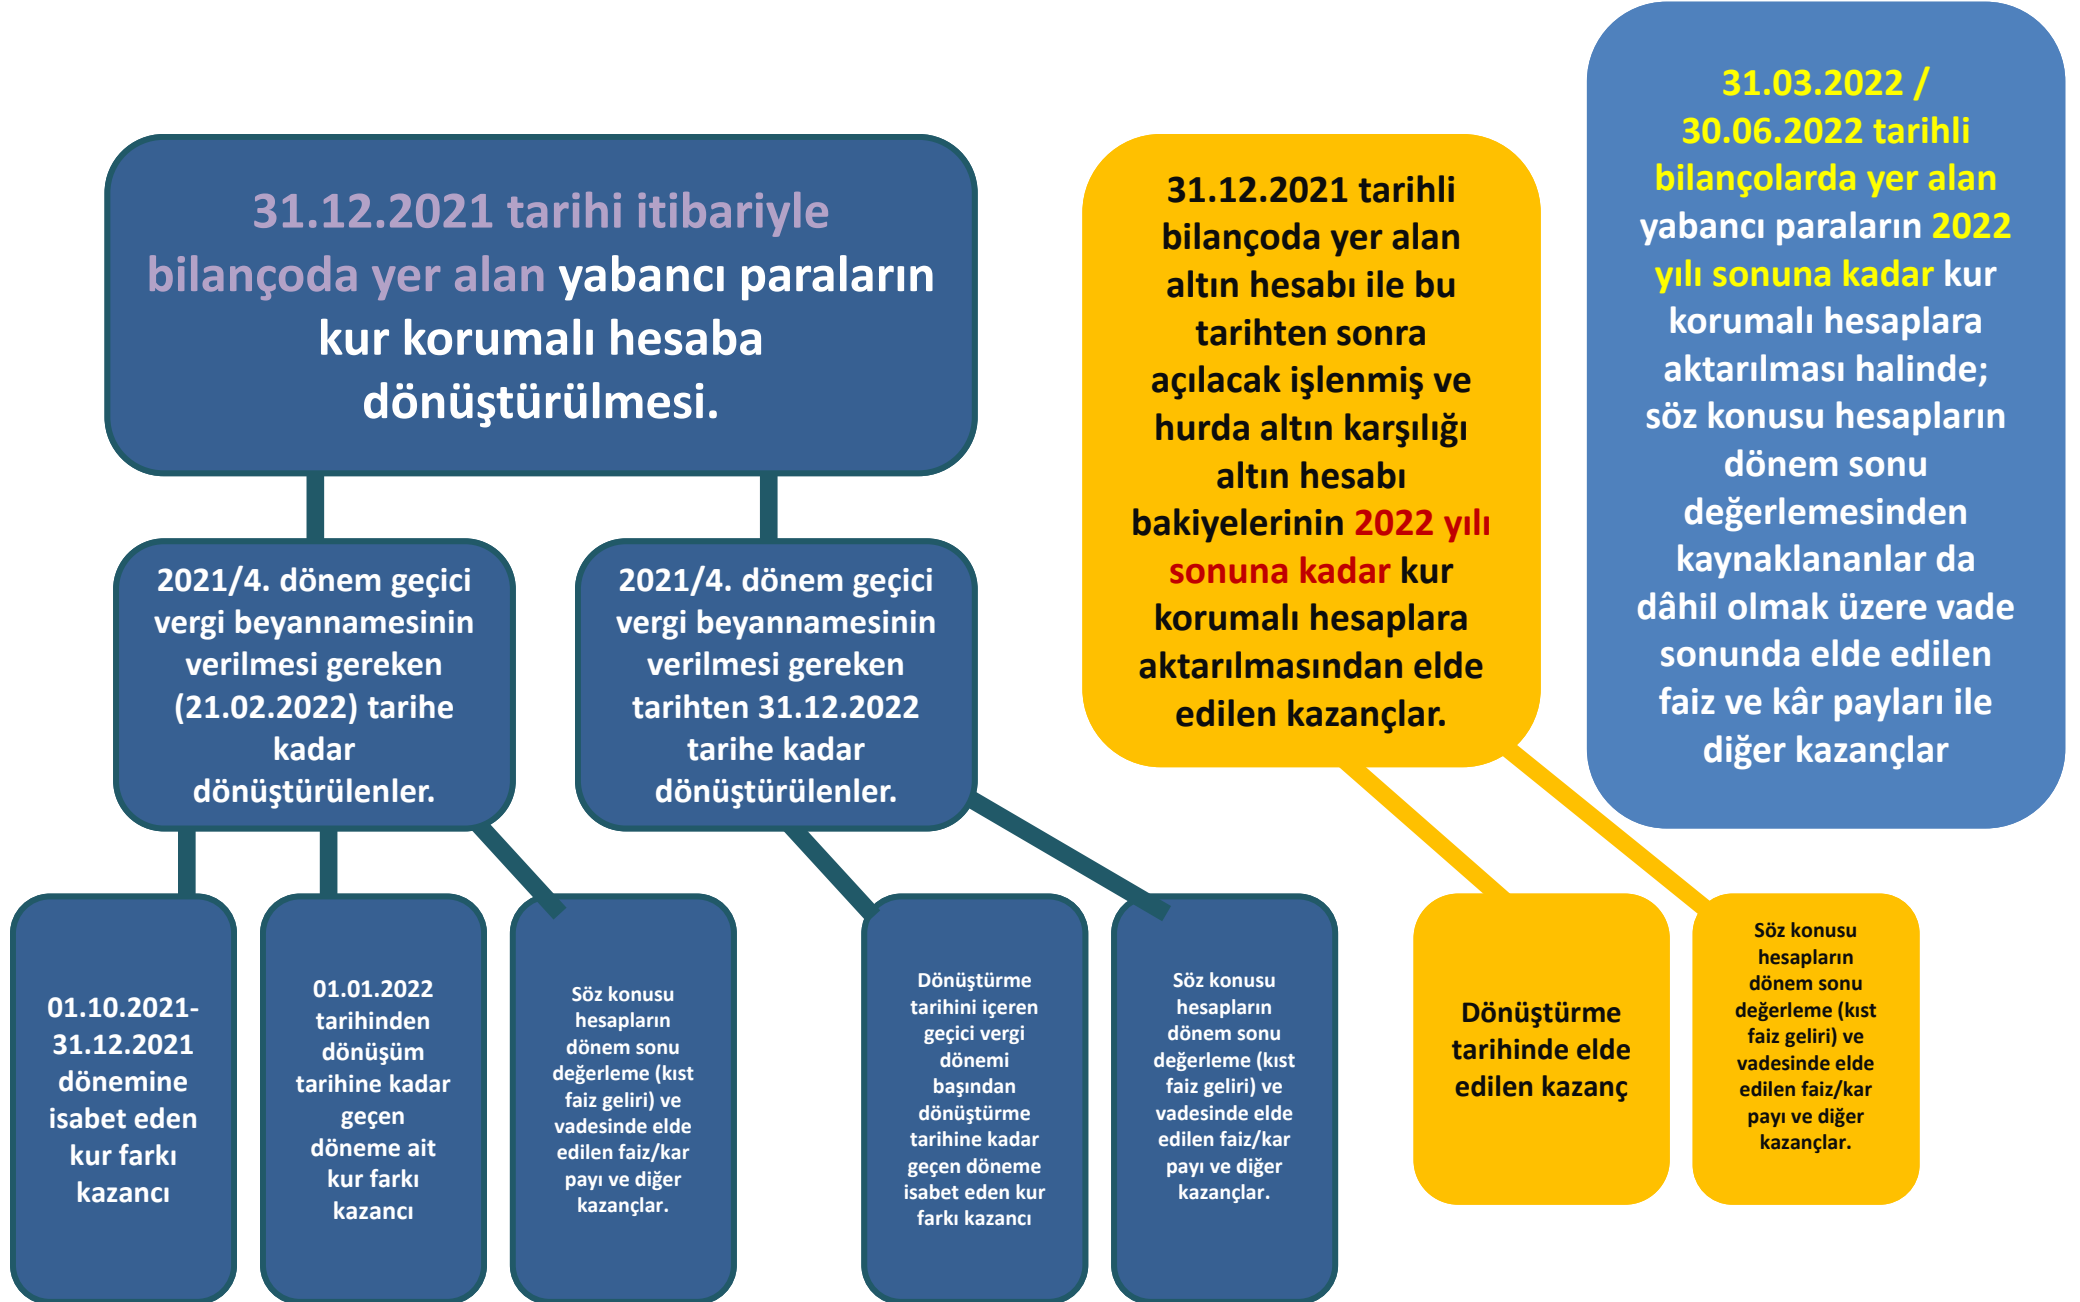 31.12.2021 tarihi itibariyle
bilançoda yer alan yabancı paraların
kur korumalı hesaba
dönüştürülmesi.
2021/4. dönem geçici
vergi beyannamesinin
verilmesi gereken
(21.02.2022) tarihe
kadar
dönüştürülenler.
2021/4. dönem geçici
vergi beyannamesinin
verilmesi gereken
tarihten 31.12.2022
tarihe kadar
dönüştürülenler.
01.10.2021-
31.12.2021
dönemine
isabet eden
kur farkı
kazancı
01.01.2022
tarihinden
dönüşüm
tarihine kadar
geçen
döneme ait
kur farkı
kazancı
Söz konusu
hesapların
dönem sonu
değerleme (kıst
faiz geliri) ve
vadesinde elde
edilen faiz/kar
payı ve diğer
kazançlar.
Dönüştürme
tarihini içeren
geçici vergi
dönemi
başından
dönüştürme
tarihine kadar
geçen döneme
isabet eden kur
farkı kazancı
Söz konusu
hesapların
dönem sonu
değerleme (kıst
faiz geliri) ve
vadesinde elde
edilen faiz/kar
payı ve diğer
kazançlar.
31.12.2021 tarihli
bilançoda yer alan
altın hesabı ile bu
tarihten sonra
açılacak işlenmiş ve
hurda altın karşılığı
altın hesabı
bakiyelerinin 2022 yılı
sonuna kadar kur
korumalı hesaplara
aktarılmasından elde
edilen kazançlar.
Dönüştürme
tarihinde elde
edilen kazanç
Söz konusu
hesapların
dönem sonu
değerleme (kıst
faiz geliri) ve
vadesinde elde
edilen faiz/kar
payı ve diğer
kazançlar.
31.03.2022 /
30.06.2022 tarihli
bilançolarda yer alan
yabancı paraların 2022
yılı sonuna kadar kur
korumalı hesaplara
aktarılması halinde;
söz konusu hesapların
dönem sonu
değerlemesinden
kaynaklananlar da
dâhil olmak üzere vade
sonunda elde edilen
faiz ve kâr payları ile
diğer kazançlar